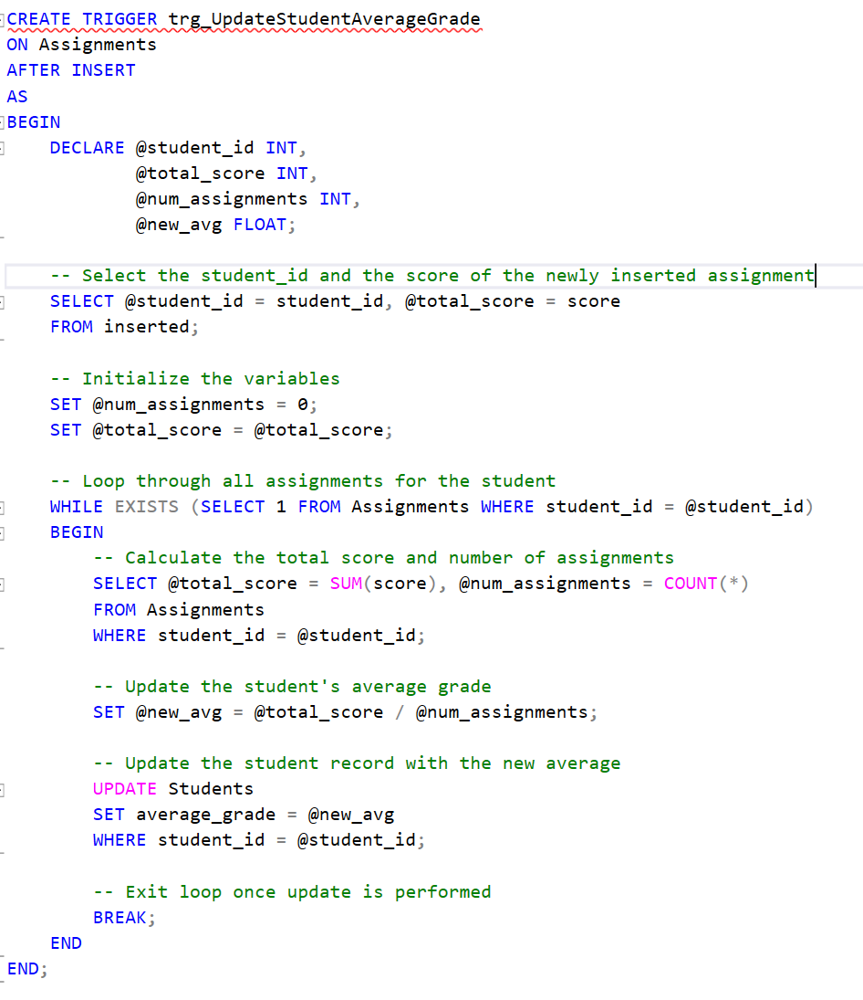 CREATE TRIGGER trg_UpdateStudentAverageGrade
ON Assignments
AFTER INSERT
AS
BEGIN
    DECLARE @student_id INT,
            @total_score INT,
            @num_assignments INT,
            @new_avg FLOAT;

    -- Select the student_id and the score of the newly inserted assignment
    SELECT @student_id = student_id, @total_score = score
    FROM inserted;

    -- Initialize the variables
    SET @num_assignments = 0;
    SET @total_score = @total_score;

    -- Loop through all assignments for the student
    WHILE EXISTS (SELECT 1 FROM Assignments WHERE student_id = @student_id)
    BEGIN
        -- Calculate the total score and number of assignments
        SELECT @total_score = SUM(score), @num_assignments = COUNT(*)
        FROM Assignments
        WHERE student_id = @student_id;

        -- Update the student's average grade
        SET @new_avg = @total_score / @num_assignments;

        -- Update the student record with the new average
        UPDATE Students
        SET average_grade = @new_avg
        WHERE student_id = @student_id;

        -- Exit loop once update is performed
        BREAK;
    END
END;